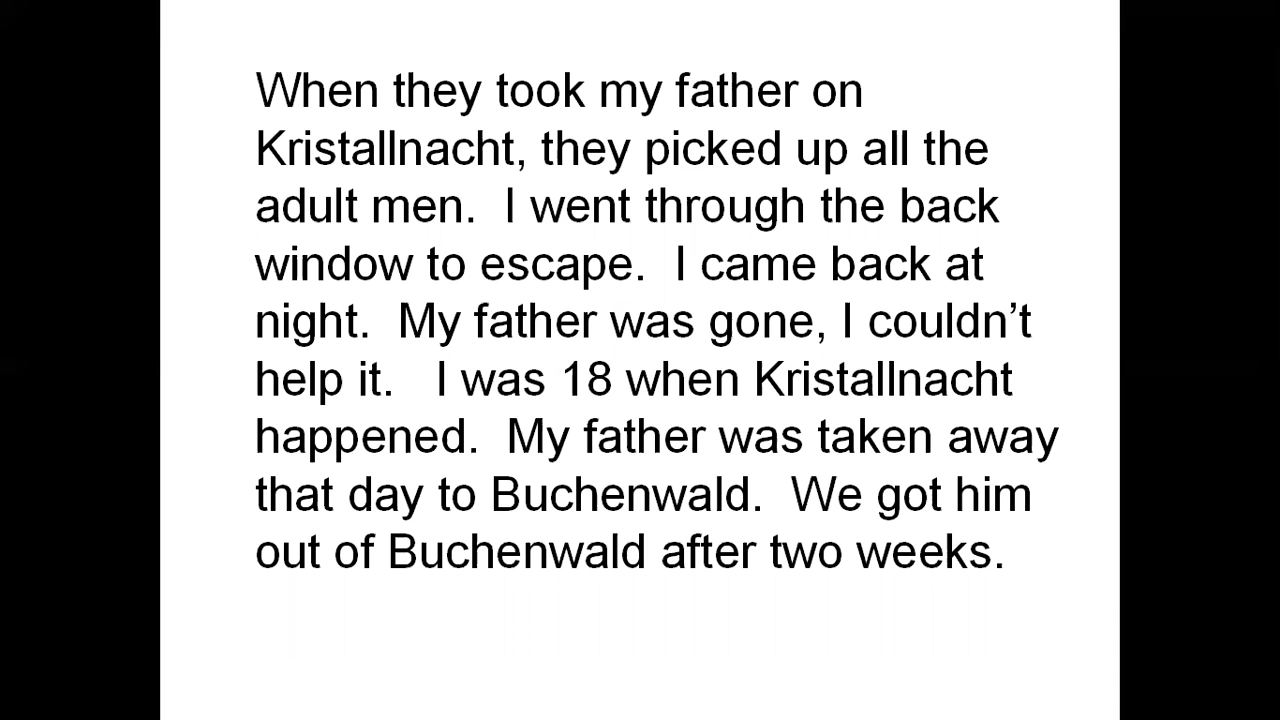 When they took my father on
Kristallnacht, they picked up all the
adult men.  I went through the back
window to escape.  I came back at
night.  My father was gone, I couldn’t
help it.   I was 18 when Kristallnacht
happened.  My father was taken away
that day to Buchenwald.  We got him
out of Buchenwald after two weeks.